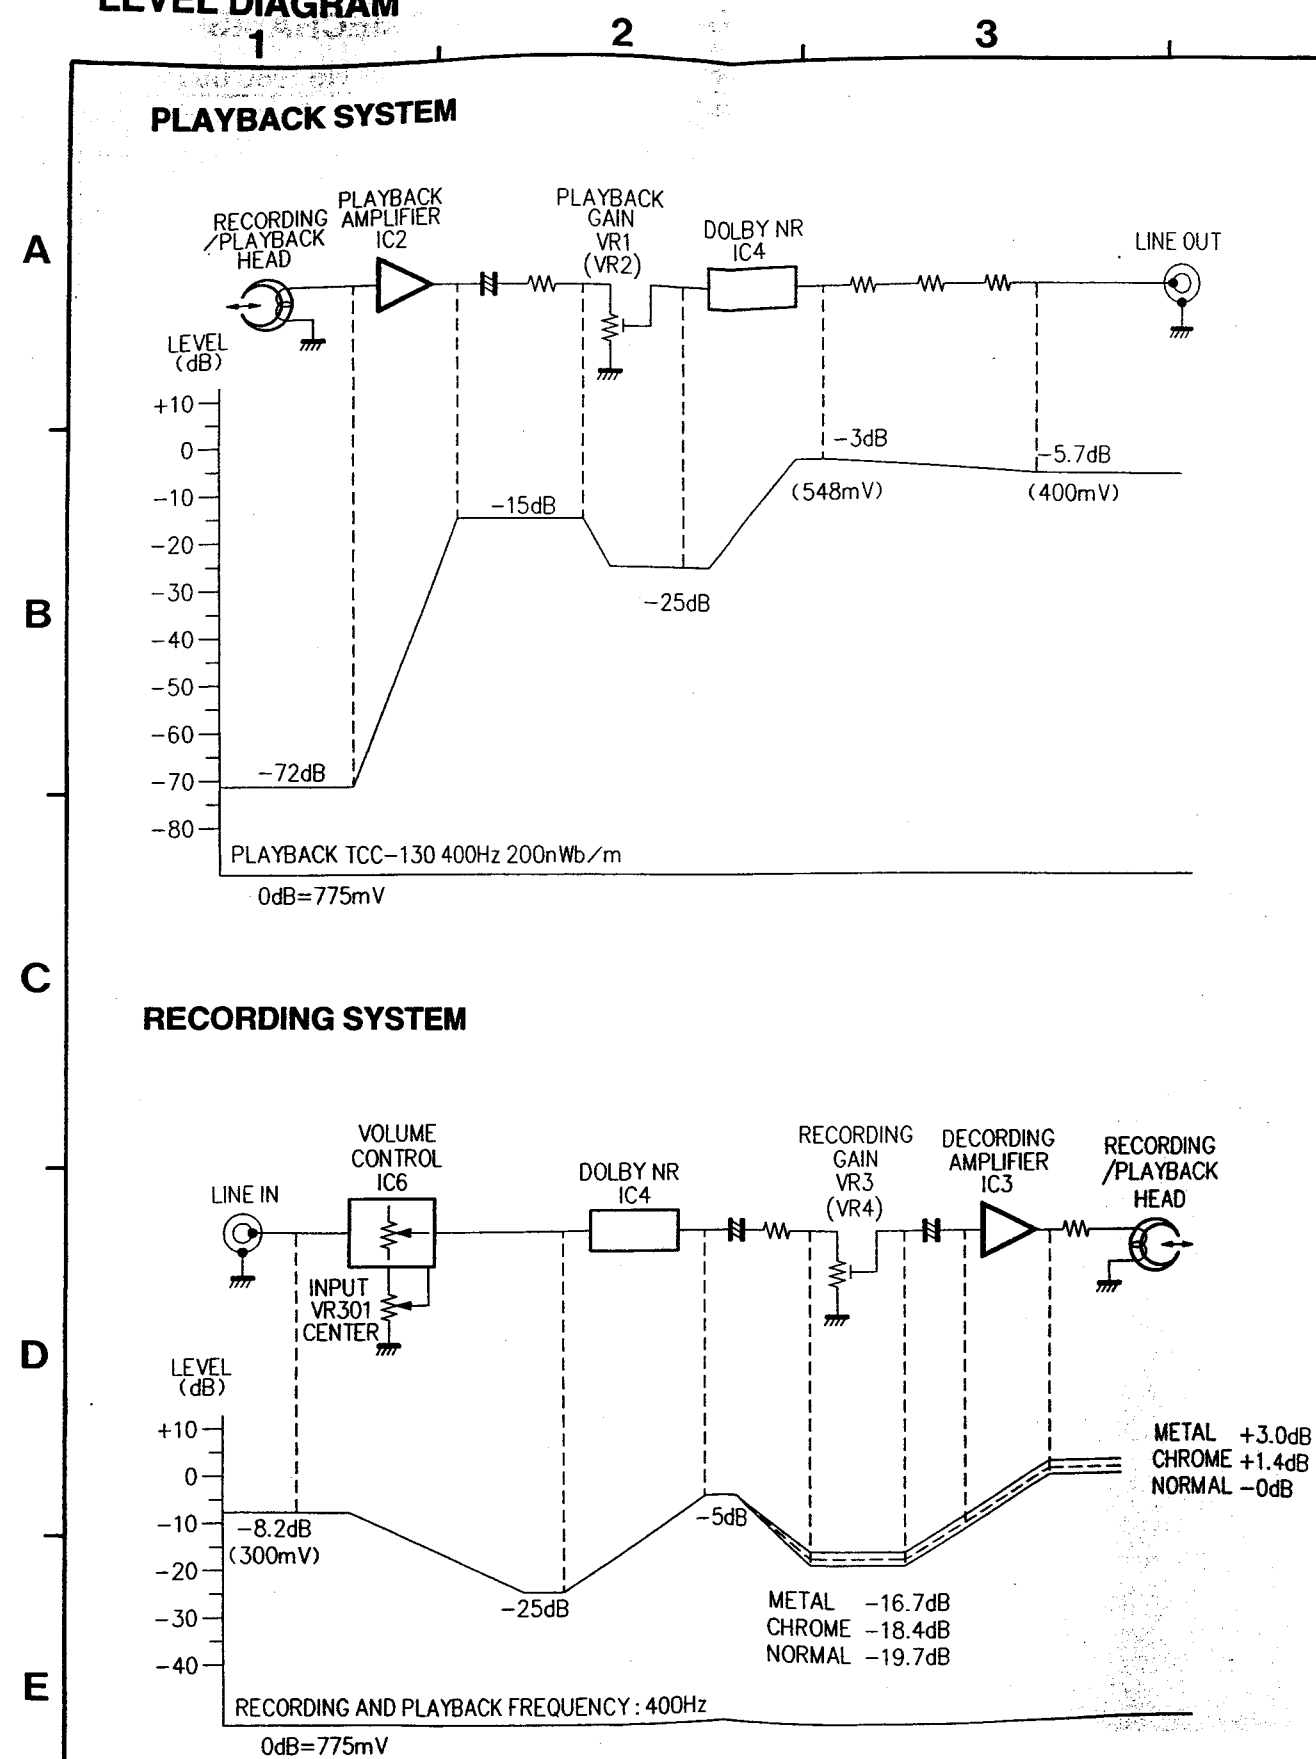 LEVEL DIAGRAM
1 2 3
PLAYBACK SYSTEM
A
RECORDING
/PLAYBACK
HEAD
PLAYBACK
AMPLIFIER
IC2
PLAYBACK
GAIN
VR1
(VR2)
DOLBY NR
IC4
LINE OUT
LEVEL
(dB)
+10
0
-10
-20
-30
-40
-50
-60
-70
-80
-72dB
-15dB
-25dB
-3dB
(548mV)
-5.7dB
(400mV)
B
PLAYBACK TCC-130 400Hz 200nWb/m
0dB=775mV
C
RECORDING SYSTEM
LINE IN
VOLUME
CONTROL
IC6
INPUT
VR301
CENTER
DOLBY NR
IC4
RECORDING
GAIN
VR3
(VR4)
DECORDING
AMPLIFIER
IC3
RECORDING
/PLAYBACK
HEAD
D
LEVEL
(dB)
+10
0
-10
-20
-30
-40
-8.2dB
(300mV)
-25dB
-5dB
METAL -16.7dB
CHROME -18.4dB
NORMAL -19.7dB
METAL +3.0dB
CHROME +1.4dB
NORMAL -0dB
E
RECORDING AND PLAYBACK FREQUENCY : 400Hz
0dB=775mV